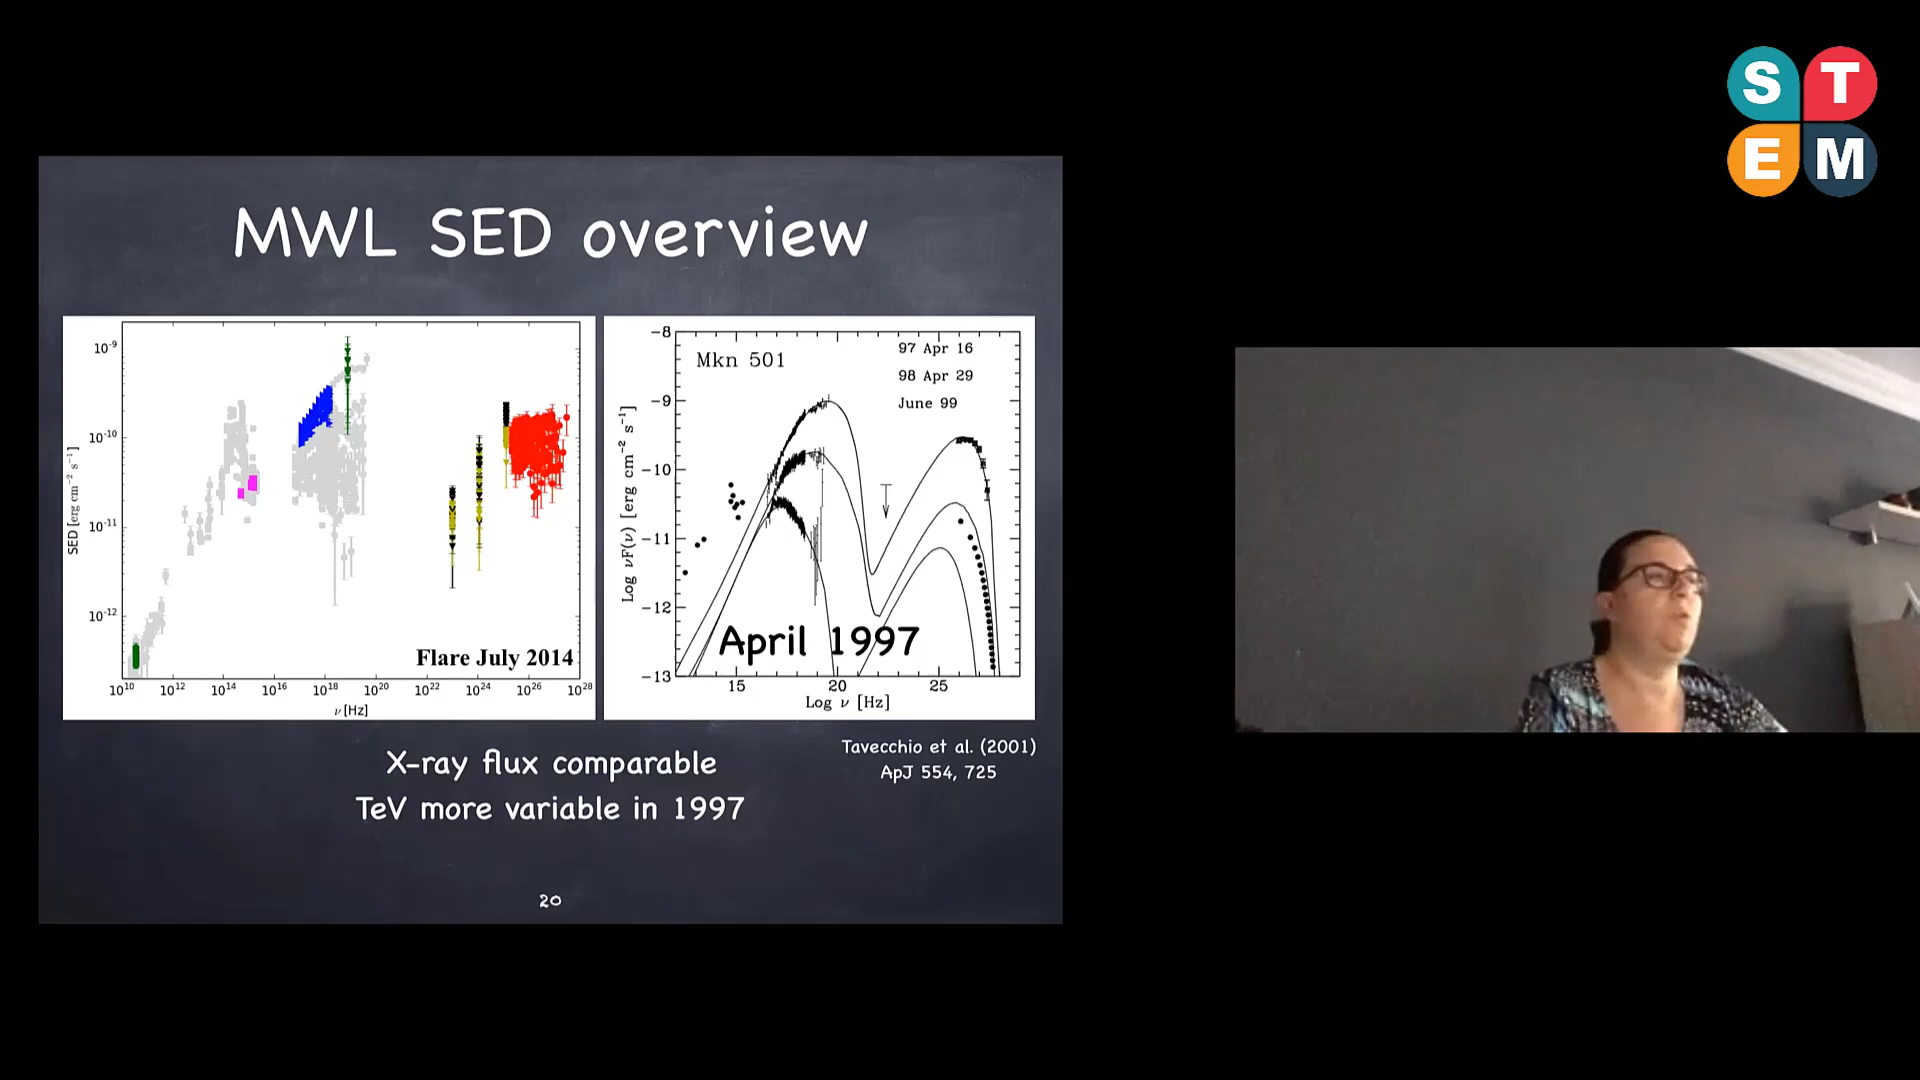 S T
E M
MWL SED overview
10⁻⁹
10⁻¹⁰
10⁻¹¹
10⁻¹²
SED [erg cm⁻² s⁻¹]
Flare July 2014
10¹⁰ 10¹² 10¹⁴ 10¹⁶ 10¹⁸ 10²⁰ 10²² 10²⁴ 10²⁶ 10²⁸
ν [Hz]
Mkn 501
97 Apr 16
98 Apr 29
June 99
−8
−9
−10
−11
−12
−13
Log νF(ν) [erg cm⁻² s⁻¹]
April 1997
15 20 25
Log ν [Hz]
Tavecchio et al. (2001)
ApJ 554, 725
X-ray flux comparable
TeV more variable in 1997
20